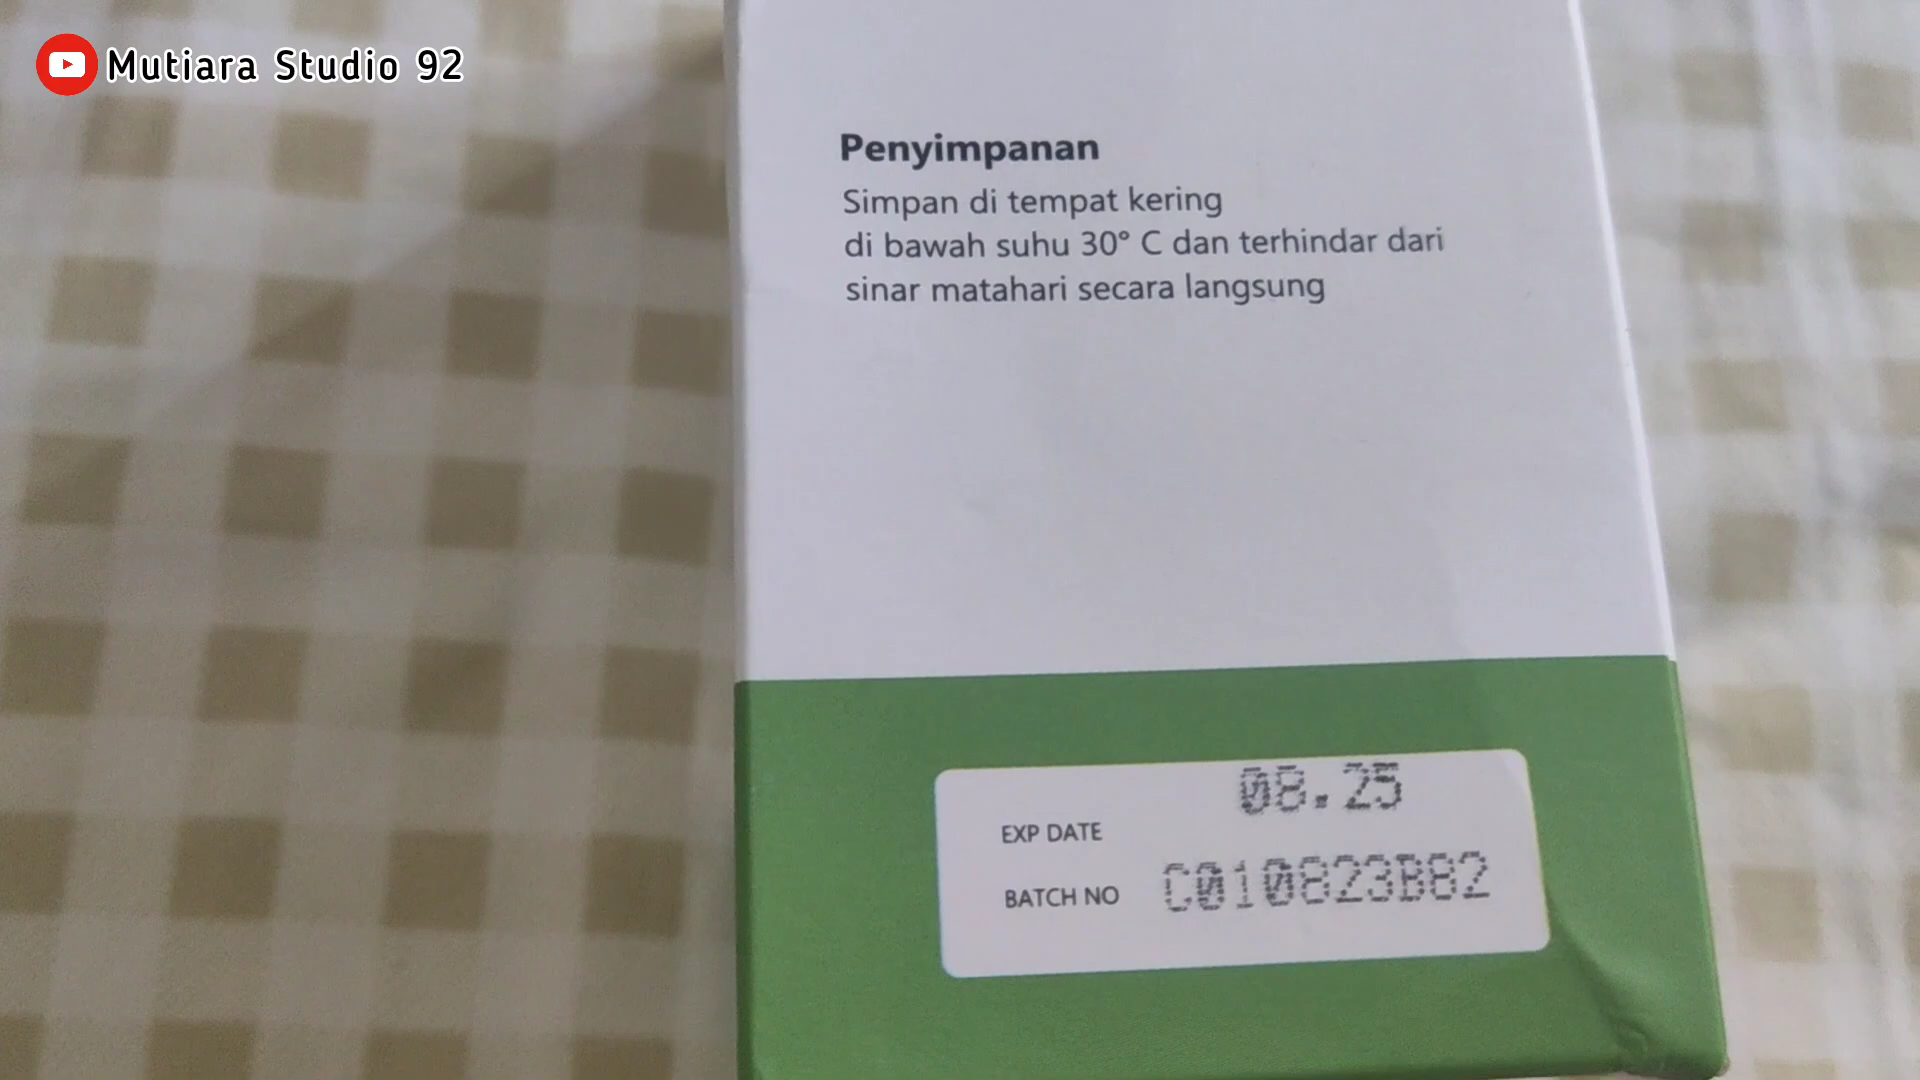 Mutiara Studio 92
Penyimpanan
Simpan di tempat kering
di bawah suhu 30° C dan terhindar dari
sinar matahari secara langsung
08.25
EXP DATE
BATCH NO C010823B82